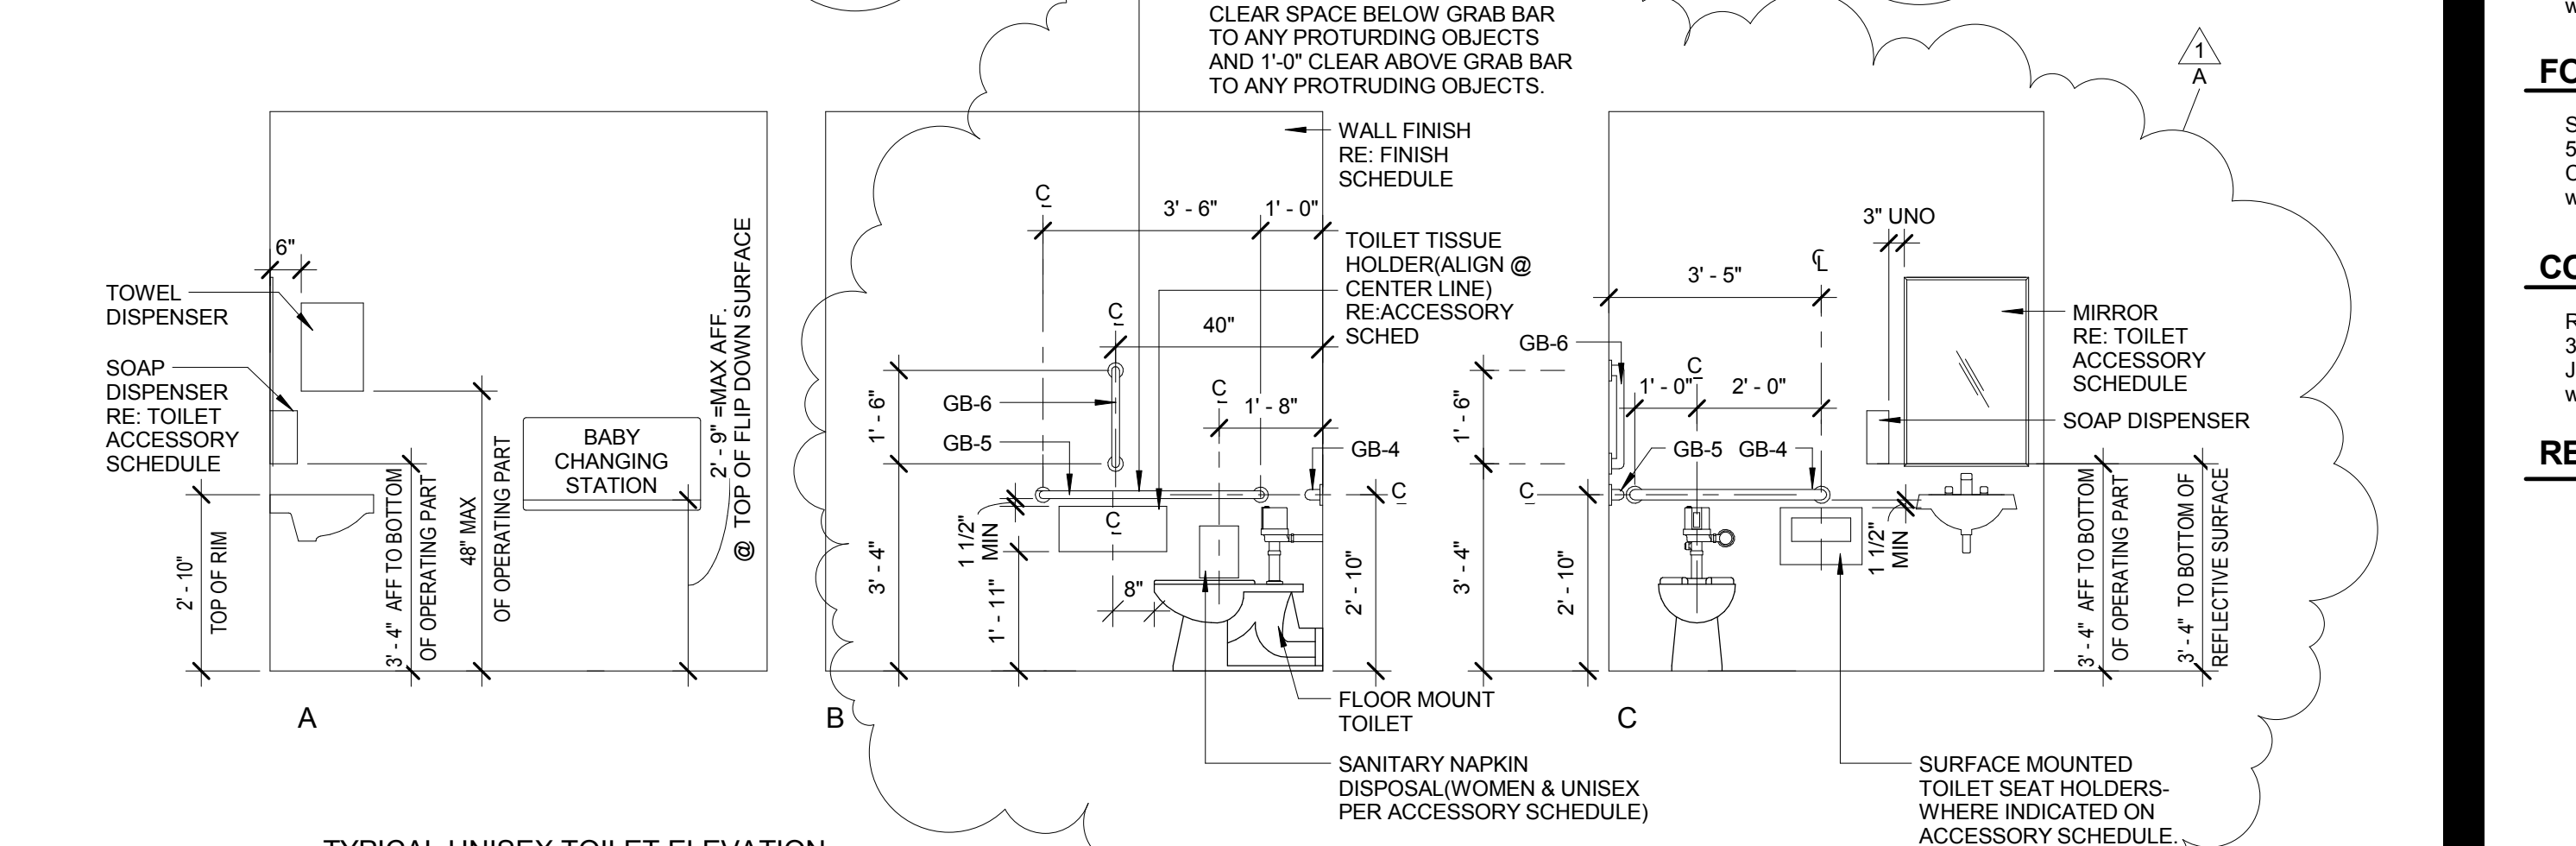 CLEAR SPACE BELOW GRAB BAR
TO ANY PROTURDING OBJECTS
AND 1'-0" CLEAR ABOVE GRAB BAR
TO ANY PROTRUDING OBJECTS.
1
A
6"
TOWEL
DISPENSER
SOAP
DISPENSER
RE: TOILET
ACCESSORY
SCHEDULE
2' - 10"
TOP OF RIM
3' - 4" AFF TO BOTTOM
OF OPERATING PART
48" MAX
OF OPERATING PART
BABY
CHANGING
STATION
2' - 9" =MAX AFF.
@ TOP OF FLIP DOWN SURFACE
A
WALL FINISH
RE: FINISH
SCHEDULE
C
3' - 6"
1' - 0"
TOILET TISSUE
HOLDER(ALIGN @
CENTER LINE)
RE:ACCESSORY
SCHED
C
40"
C
1' - 8"
GB-6
GB-5
GB-4
1' - 6"
3' - 4"
1 1/2"
MIN
1' - 11"
C
8"
C
2' - 10"
FLOOR MOUNT
TOILET
SANITARY NAPKIN
DISPOSAL(WOMEN & UNISEX
PER ACCESSORY SCHEDULE)
B
3" UNO
CL
3' - 5"
GB-6
C
1' - 0"
2' - 0"
GB-5
GB-4
1' - 6"
3' - 4"
C
2' - 10"
1 1/2"
MIN
MIRROR
RE: TOILET
ACCESSORY
SCHEDULE
SOAP DISPENSER
3' - 4" AFF TO BOTTOM
OF OPERATING PART
3' - 4" TO BOTTOM OF
REFLECTIVE SURFACE
C
SURFACE MOUNTED
TOILET SEAT HOLDERS-
WHERE INDICATED ON
ACCESSORY SCHEDULE.
TYPICAL UNISEX TOILET ELEVATION